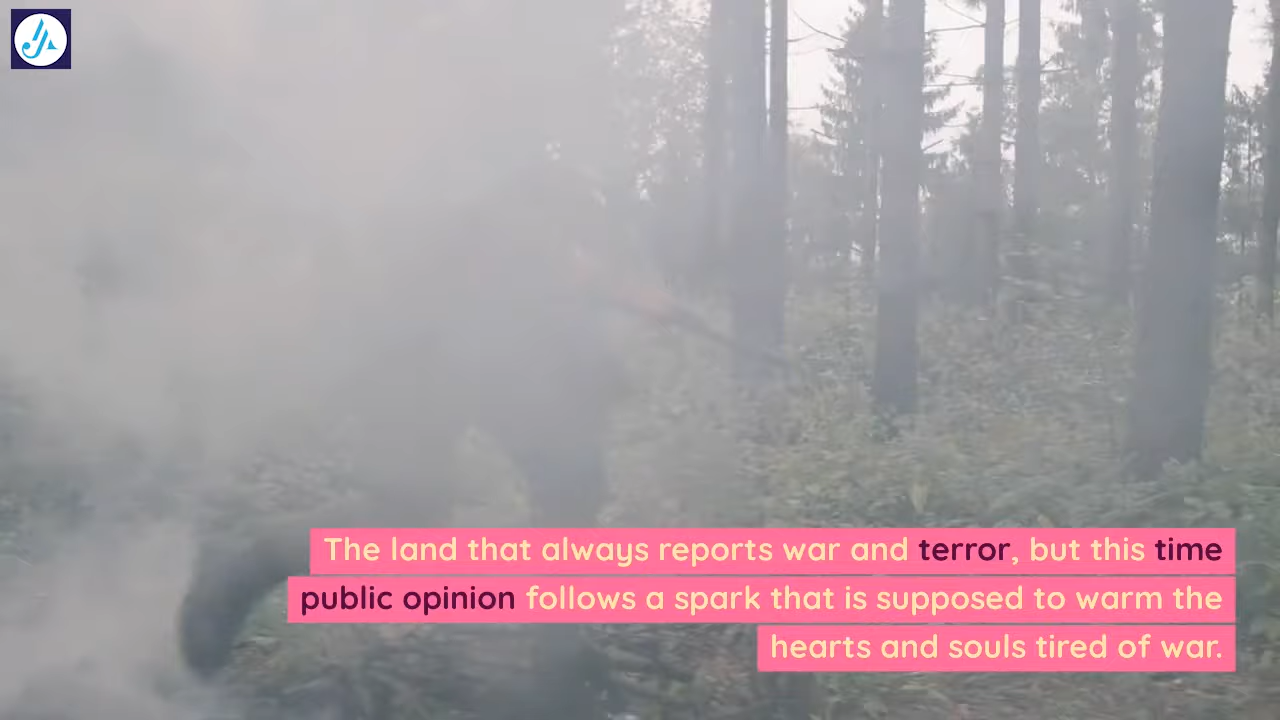 The land that always reports war and terror, but this time
public opinion follows a spark that is supposed to warm the
hearts and souls tired of war.